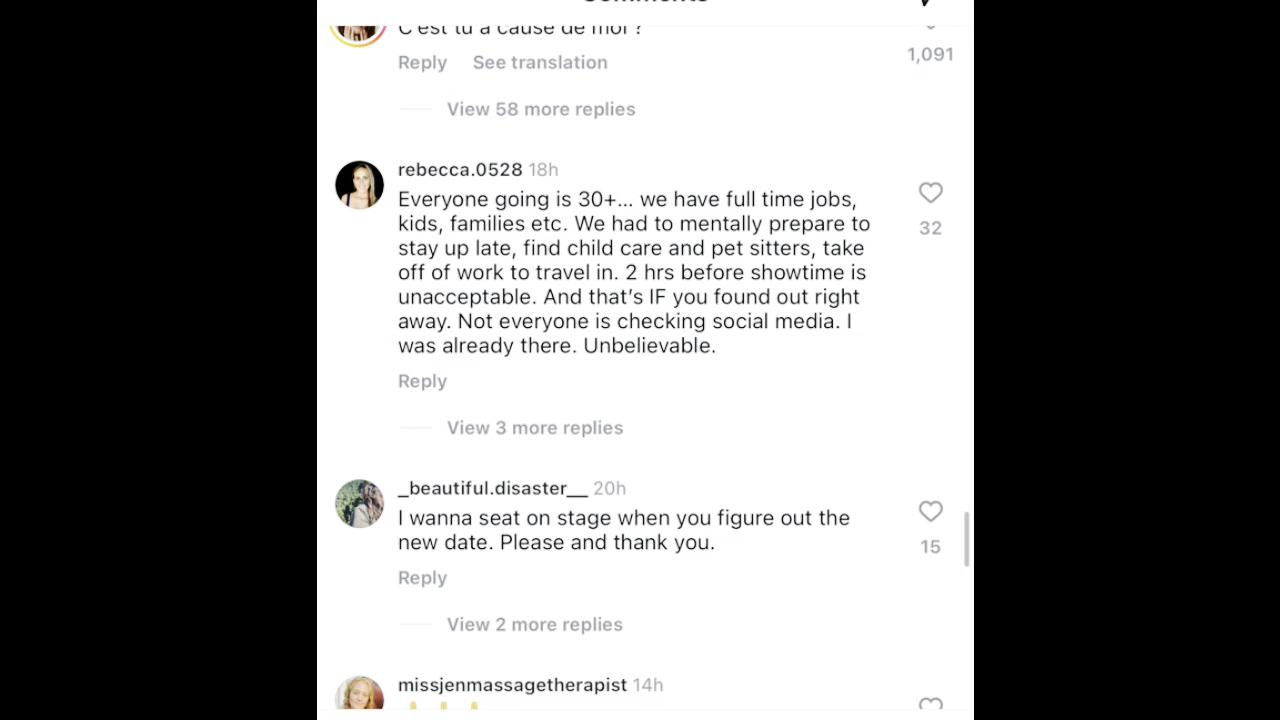 Comments
C'est tu à cause de moi ?
1,091
Reply See translation
View 58 more replies
rebecca.0528 18h
Everyone going is 30+... we have full time jobs,
kids, families etc. We had to mentally prepare to
stay up late, find child care and pet sitters, take
off of work to travel in. 2 hrs before showtime is
unacceptable. And that's IF you found out right
away. Not everyone is checking social media. I
was already there. Unbelievable.
32
Reply
View 3 more replies
_beautiful.disaster__ 20h
I wanna seat on stage when you figure out the
new date. Please and thank you.
15
Reply
View 2 more replies
missjenmassagetherapist 14h